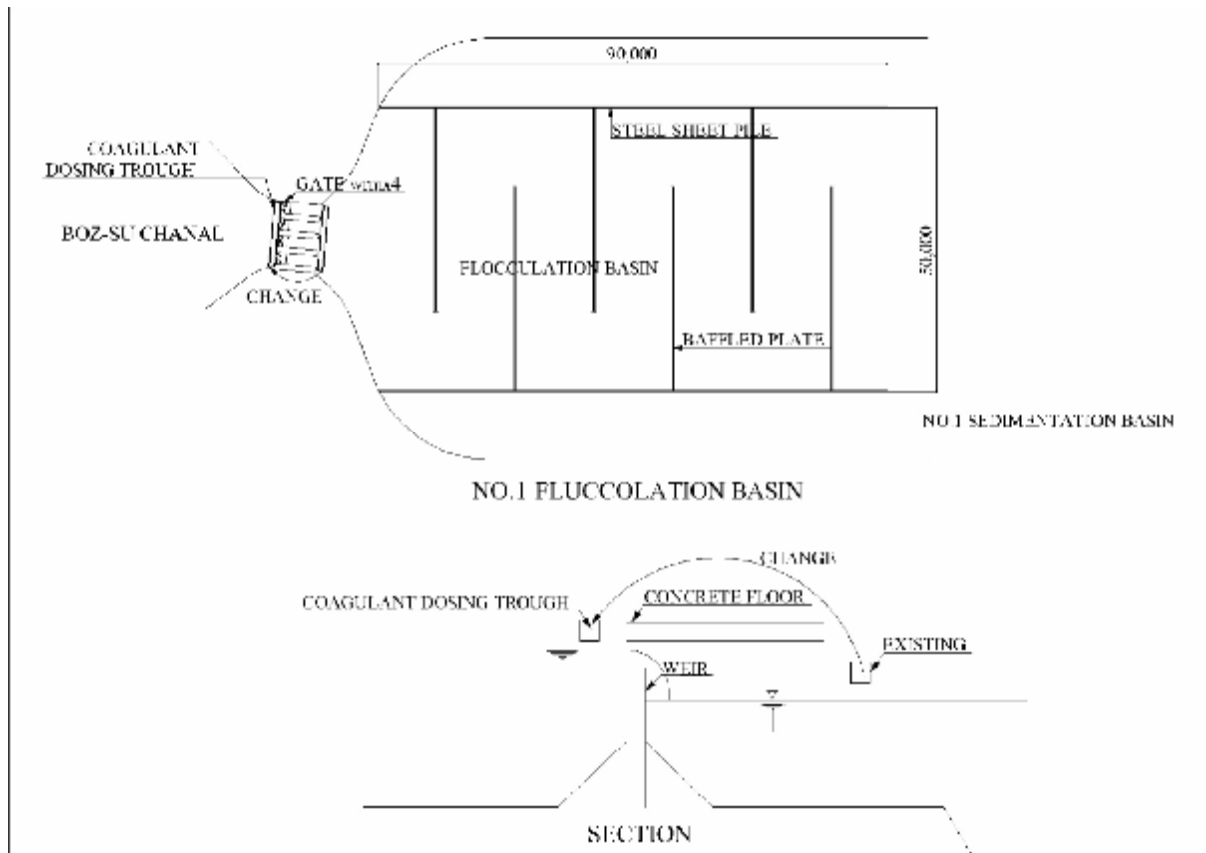 90,000
STEEL SHEET PILE
COAGULANT
DOSING TROUGH
GATE
BOZ-SU CHANAL
50,000
FLOCCULATION BASIN
CHANGE
BAFFLED PLATE
NO.1 SEDIMENTATION BASIN
NO.1 FLUCCOLATION BASIN
CHANGE
COAGULANT DOSING TROUGH
CONCRETE FLOOR
EXISTING
WEIR
SECTION